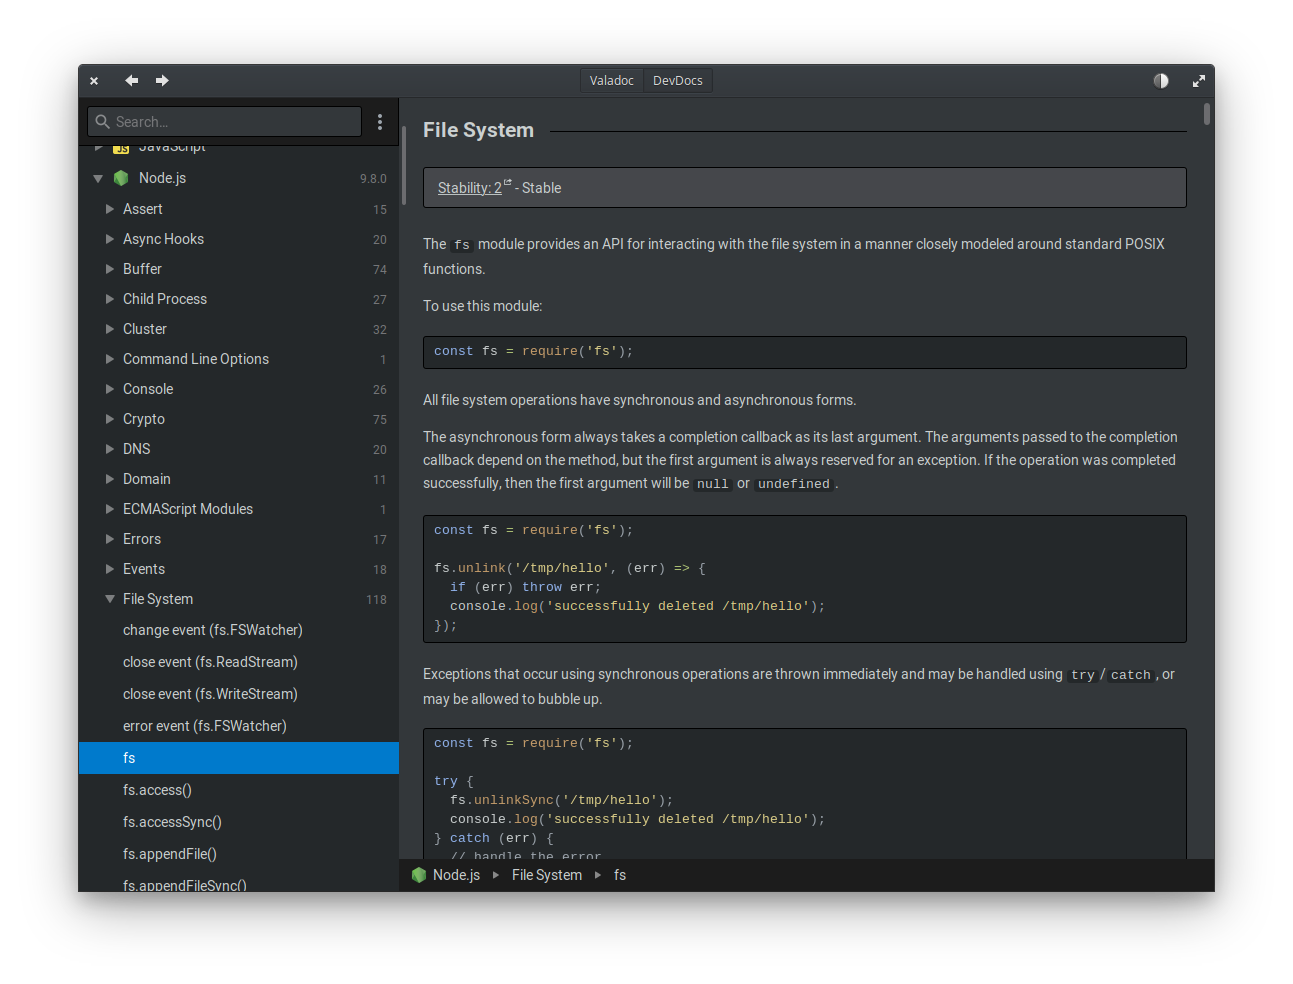 Valadoc DevDocs
Search...
JS JavaScript
Node.js 9.8.0
Assert 15
Async Hooks 20
Buffer 74
Child Process 27
Cluster 32
Command Line Options 1
Console 26
Crypto 75
DNS 20
Domain 11
ECMAScript Modules 1
Errors 17
Events 18
File System 118
change event (fs.FSWatcher)
close event (fs.ReadStream)
close event (fs.WriteStream)
error event (fs.FSWatcher)
fs
fs.access()
fs.accessSync()
fs.appendFile()
fs.appendFileSync()
File System
Stability: 2 - Stable
The fs module provides an API for interacting with the file system in a manner closely modeled around standard POSIX
functions.
To use this module:
const fs = require('fs');
All file system operations have synchronous and asynchronous forms.
The asynchronous form always takes a completion callback as its last argument. The arguments passed to the completion
callback depend on the method, but the first argument is always reserved for an exception. If the operation was completed
successfully, then the first argument will be null or undefined.
const fs = require('fs');
fs.unlink('/tmp/hello', (err) => {
if (err) throw err;
console.log('successfully deleted /tmp/hello');
});
Exceptions that occur using synchronous operations are thrown immediately and may be handled using try/catch, or
may be allowed to bubble up.
const fs = require('fs');
try {
fs.unlinkSync('/tmp/hello');
console.log('successfully deleted /tmp/hello');
} catch (err) {
// handle the error
Node.js File System fs